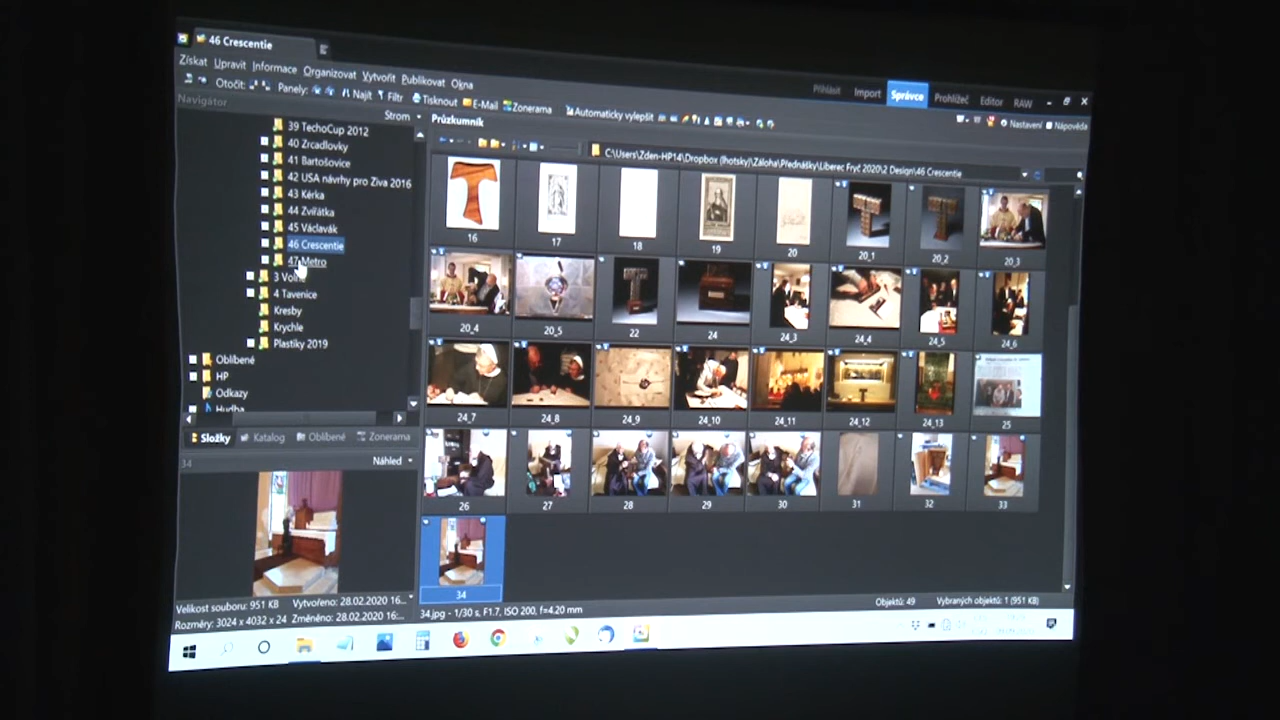 46 Crescentie
Získat Upravit Informace Organizovat Vytvořit Publikovat Okna
Přihlásit Import Správce Prohlížeč Editor RAW
Otočit: Panely: Najít Filtr Tisknout E-Mail Zonerama Automaticky vylepšit Nastavení Nápověda
Navigátor
Strom
Průzkumník
C:\Users\Zden-HP14\Dropbox (lhotsky)\Záloha\Přednášky\Liberec Fryč 2020\2 Design\46 Crescentie
39 TechoCup 2012
40 Zrcadlovky
41 Bartošovice
42 USA návrhy pro Ziva 2016
43 Kérka
44 Zvířátka
45 Václavák
46 Crescentie
47 Metro
3 Volné
4 Tavenice
Kresby
Krychle
Plastiky 2019
Oblíbené
HP
Odkazy
Hudba
Složky Katalog Oblíbené Zonerama
34 Náhled
Velikost souboru: 951 KB Vytvořeno: 28.02.2020 16...
Rozměry: 3024 x 4032 x 24 Změněno: 28.02.2020 16:...
16 17 18 19 20 20_1 20_2 20_3
20_4 20_5 22 24 24_3 24_4 24_5 24_6
24_7 24_8 24_9 24_10 24_11 24_12 24_13 25
26 27 28 29 30 31 32 33
34
34.jpg - 1/30 s, F1.7, ISO 200, f=4.20 mm
Objektů: 49 Vybraných objektů: 1 (951 KB)